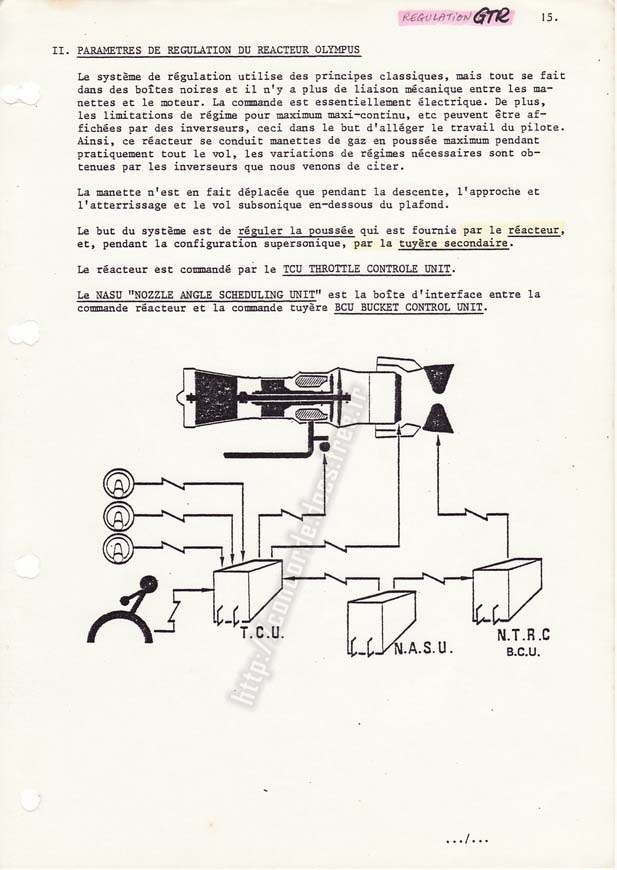 REGULATION GTR 15.
II. PARAMETRES DE REGULATION DU REACTEUR OLYMPUS
Le système de régulation utilise des principes classiques, mais tout se fait
dans des boîtes noires et il n'y a plus de liaison mécanique entre les ma-
nettes et le moteur. La commande est essentiellement électrique. De plus,
les limitations de régime pour maximum maxi-continu, etc peuvent être af-
fichées par des inverseurs, ceci dans le but d'alléger le travail du pilote.
Ainsi, ce réacteur se conduit manettes de gaz en poussée maximum pendant
pratiquement tout le vol, les variations de régimes nécessaires sont ob-
tenues par les inverseurs que nous venons de citer.
La manette n'est en fait déplacée que pendant la descente, l'approche et
l'atterrissage et le vol subsonique en-dessous du plafond.
Le but du système est de réguler la poussée qui est fournie par le réacteur,
et, pendant la configuration supersonique, par la tuyère secondaire.
Le réacteur est commandé par le TCU THROTTLE CONTROLE UNIT.
Le NASU "NOZZLE ANGLE SCHEDULING UNIT" est la boîte d'interface entre la
commande réacteur et la commande tuyère BCU BUCKET CONTROL UNIT.
T.C.U.
N.A.S.U.
N.T.R.C
B.C.U.
http://concorde.docs.free.fr
.../...